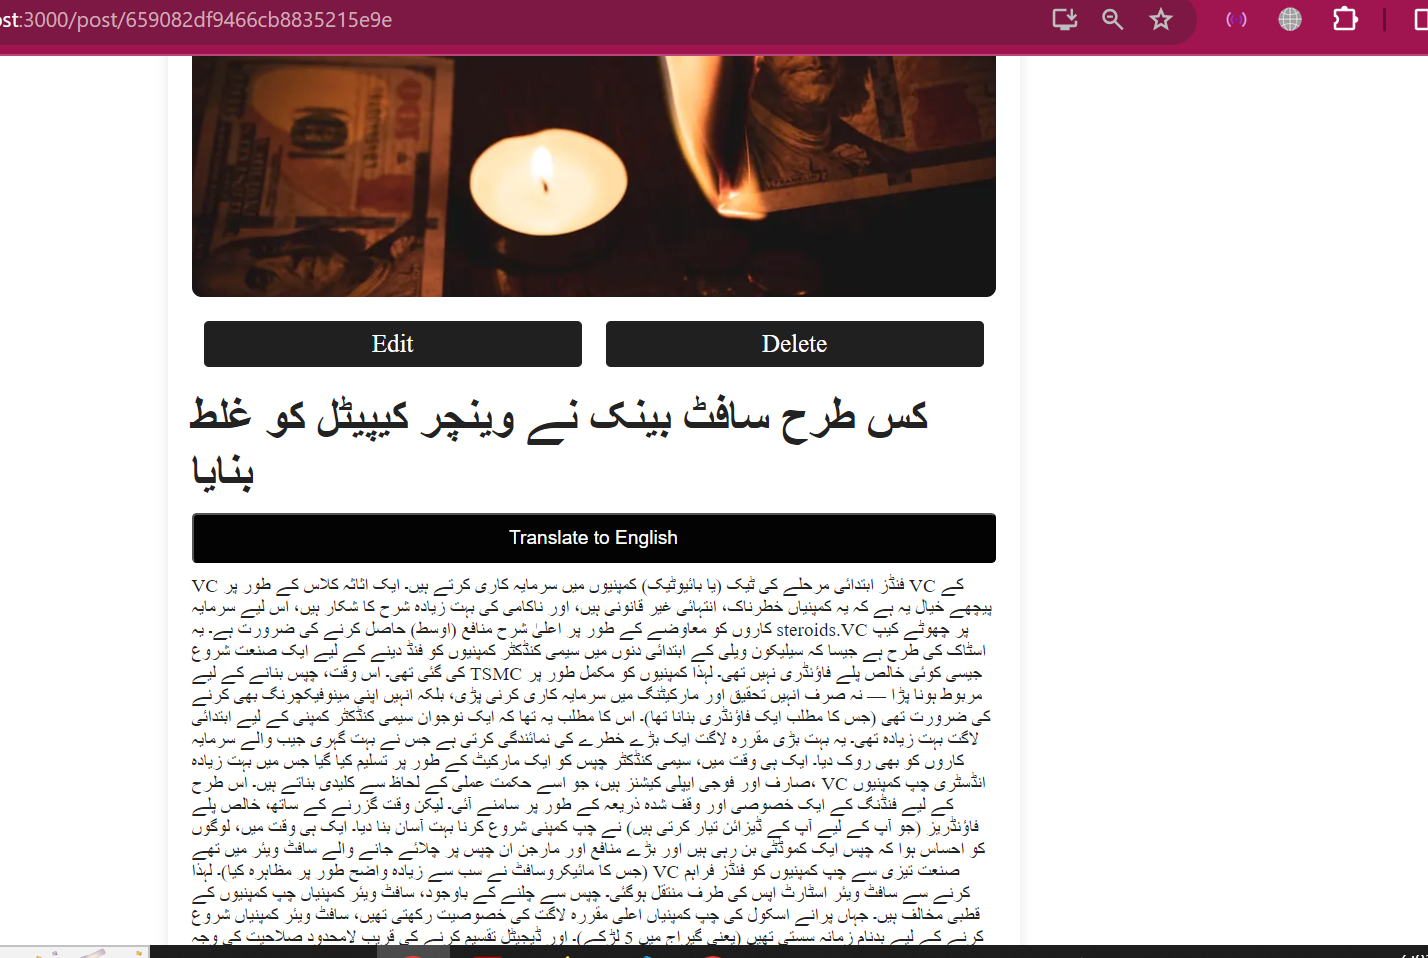 ost:3000/post/659082df9466cb8835215e9e
Edit
Delete
کس طرح سافٹ بینک نے وینچر کیپیٹل کو غلط
بنایا
Translate to English
VC فنڈز ابتدائی مرحلے کی ٹیک (یا بائیوٹیک) کمپنیوں میں سرمایہ کاری کرتے ہیں۔ ایک اثاثہ کلاس کے طور پر VC کے
پیچھے خیال یہ ہے کہ یہ کمپنیاں خطرناک، انتہائی غیر قانونی ہیں، اور ناکامی کی بہت زیادہ شرح کا شکار ہیں، اس لیے سرمایہ
کاروں کو معاوضے کے طور پر اعلیٰ شرح منافع (اوسط) حاصل کرنے کی ضرورت ہے۔ یہ steroids.VC پر چھوٹے کیپ
اسٹاک کی طرح ہے جیسا کہ سیلیکون ویلی کے ابتدائی دنوں میں سیمی کنڈکٹر کمپنیوں کو فنڈ دینے کے لیے ایک صنعت شروع
کی گئی تھی۔ اس وقت، چپس بنانے کے لیے TSMC جیسی کوئی خالص پلے فاؤنڈری نہیں تھی۔ لہذا کمپنیوں کو مکمل طور پر
مربوط ہونا پڑا — نہ صرف انہیں تحقیق اور مارکیٹنگ میں سرمایہ کاری کرنی پڑی، بلکہ انہیں اپنی مینوفیکچرنگ بھی کرنے
کی ضرورت تھی (جس کا مطلب ایک فاؤنڈری بنانا تھا)۔ اس کا مطلب یہ تھا کہ ایک نوجوان سیمی کنڈکٹر کمپنی کے لیے ابتدائی
لاگت بہت زیادہ تھی۔ یہ بہت بڑی مقررہ لاگت ایک بڑے خطرے کی نمائندگی کرتی ہے جس نے بہت گہری جیب والے سرمایہ
کاروں کو بھی روک دیا۔ ایک ہی وقت میں، سیمی کنڈکٹر چپس کو ایک مارکیٹ کے طور پر تسلیم کیا گیا جس میں بہت زیادہ
صارف اور فوجی ایپلی کیشنز ہیں، جو اسے حکمت عملی کے لحاظ سے کلیدی بناتے ہیں۔ اس طرح، VC انڈسٹری چپ کمپنیوں
کے لیے فنڈنگ کے ایک خصوصی اور وقف شدہ ذریعہ کے طور پر سامنے آئی۔ لیکن وقت گزرنے کے ساتھ، خالص پلے
فاؤنڈریز (جو آپ کے لیے آپ کے ڈیزائن تیار کرتی ہیں) نے چپ کمپنی شروع کرنا بہت آسان بنا دیا۔ ایک ہی وقت میں، لوگوں
کو احساس ہوا کہ چپس ایک کموڈٹی بن رہی ہیں اور بڑے منافع اور مارجن ان چپس پر چلائے جانے والے سافٹ ویئر میں تھے
(جس کا مائیکروسافٹ نے سب سے زیادہ واضح طور پر مظاہرہ کیا)۔ لہذا VC صنعت تیزی سے چپ کمپنیوں کو فنڈز فراہم
کرنے سے سافٹ ویئر اسٹارٹ اپس کی طرف منتقل ہوگئی۔ چپس سے چلنے کے باوجود، سافٹ ویئر کمپنیاں چپ کمپنیوں کے
قطبی مخالف ہیں۔ جہاں پرانے اسکول کی چپ کمپنیاں اعلی مقررہ لاگت کی خصوصیت رکھتی تھیں، سافٹ ویئر کمپنیاں شروع
کرنے کے لیے بدنام زمانہ سستی تھیں (یعنی گیراج میں 5 لڑکے)۔ اور ڈیجیٹل تقسیم کرنے کی قریب لامحدود صلاحیت کی وجہ